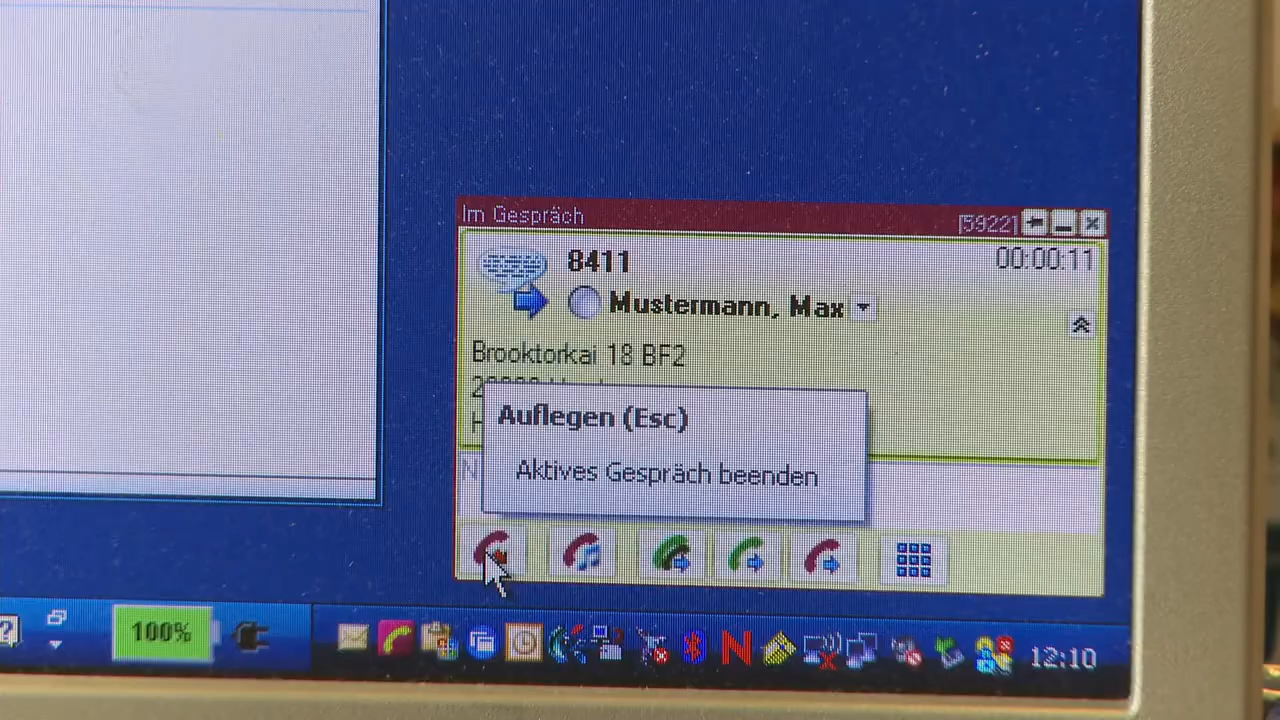 Im Gespräch [5922]
8411 00:00:11
Mustermann, Max
Brooktorkai 18 BF2
Auflegen (Esc)
Aktives Gespräch beenden
100% 12:10